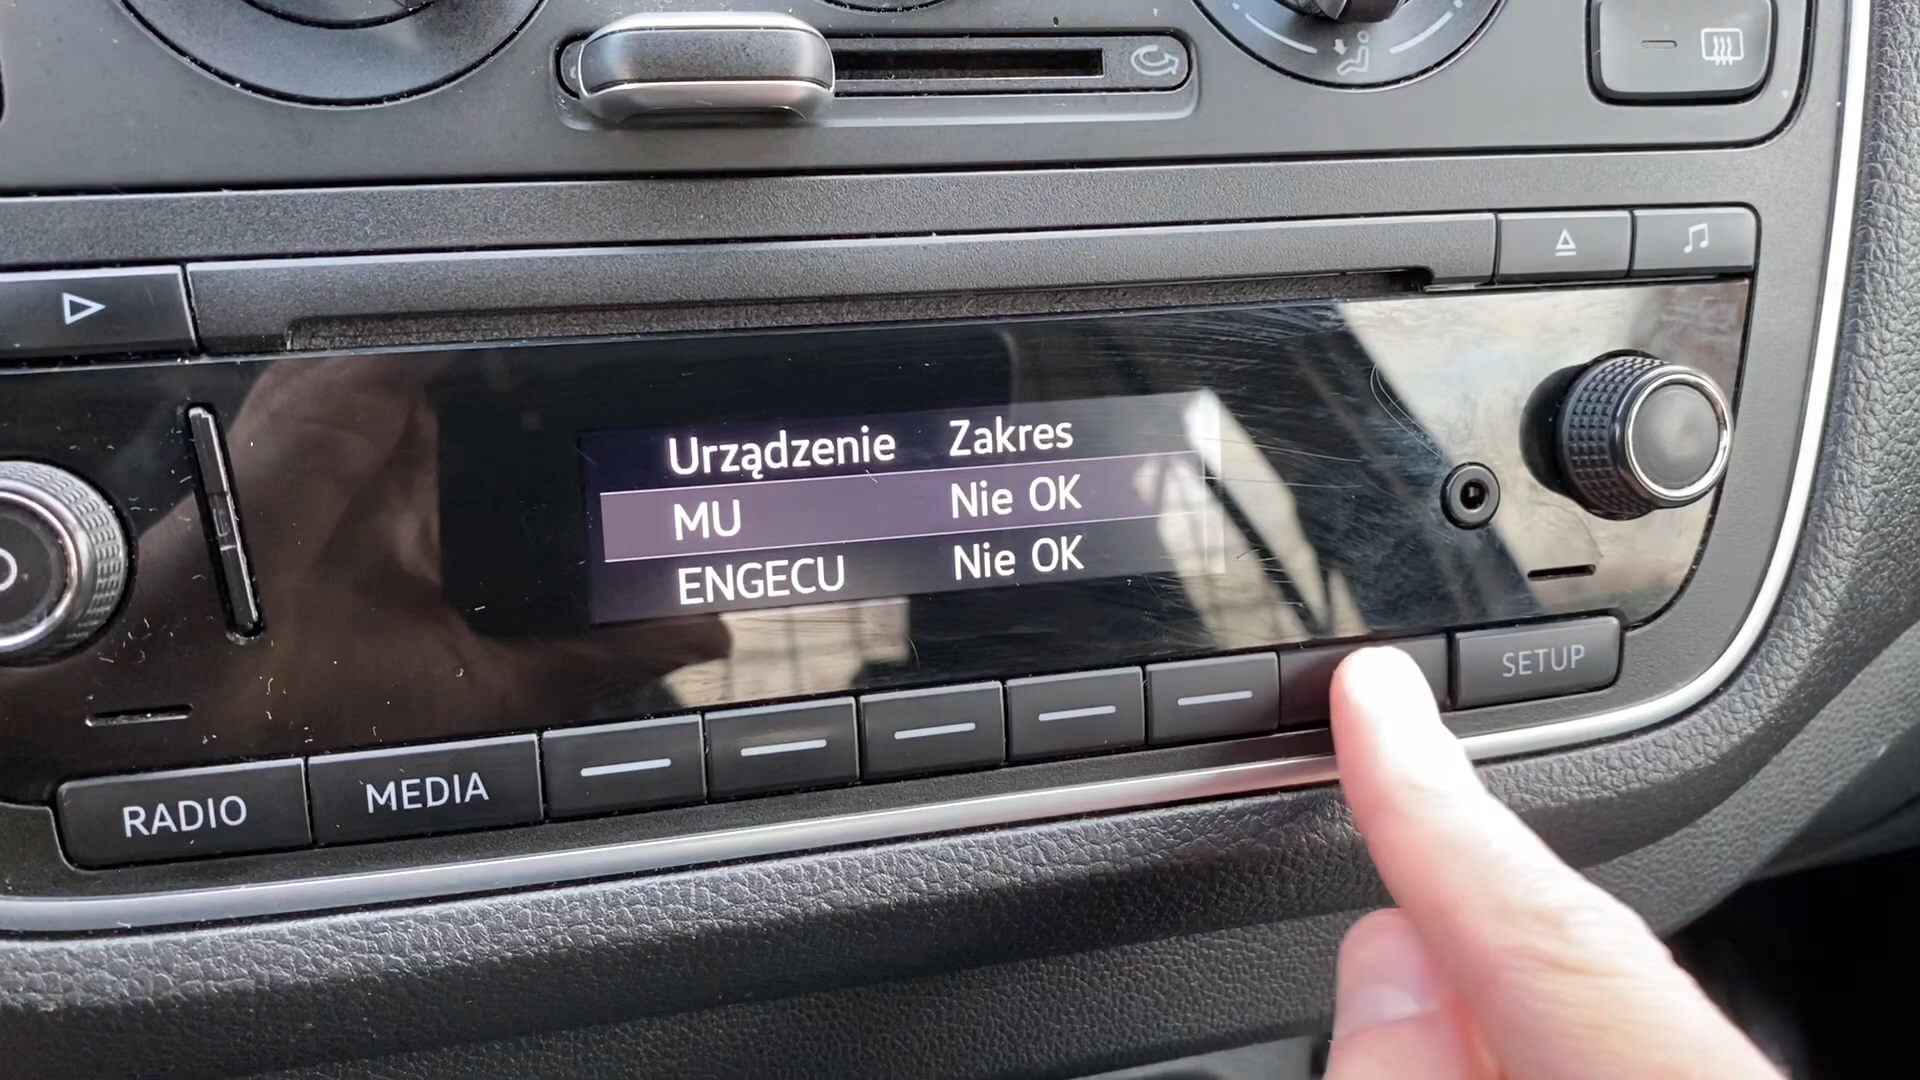 Urządzenie Zakres
MU Nie OK
ENGECU Nie OK
SETUP
RADIO
MEDIA